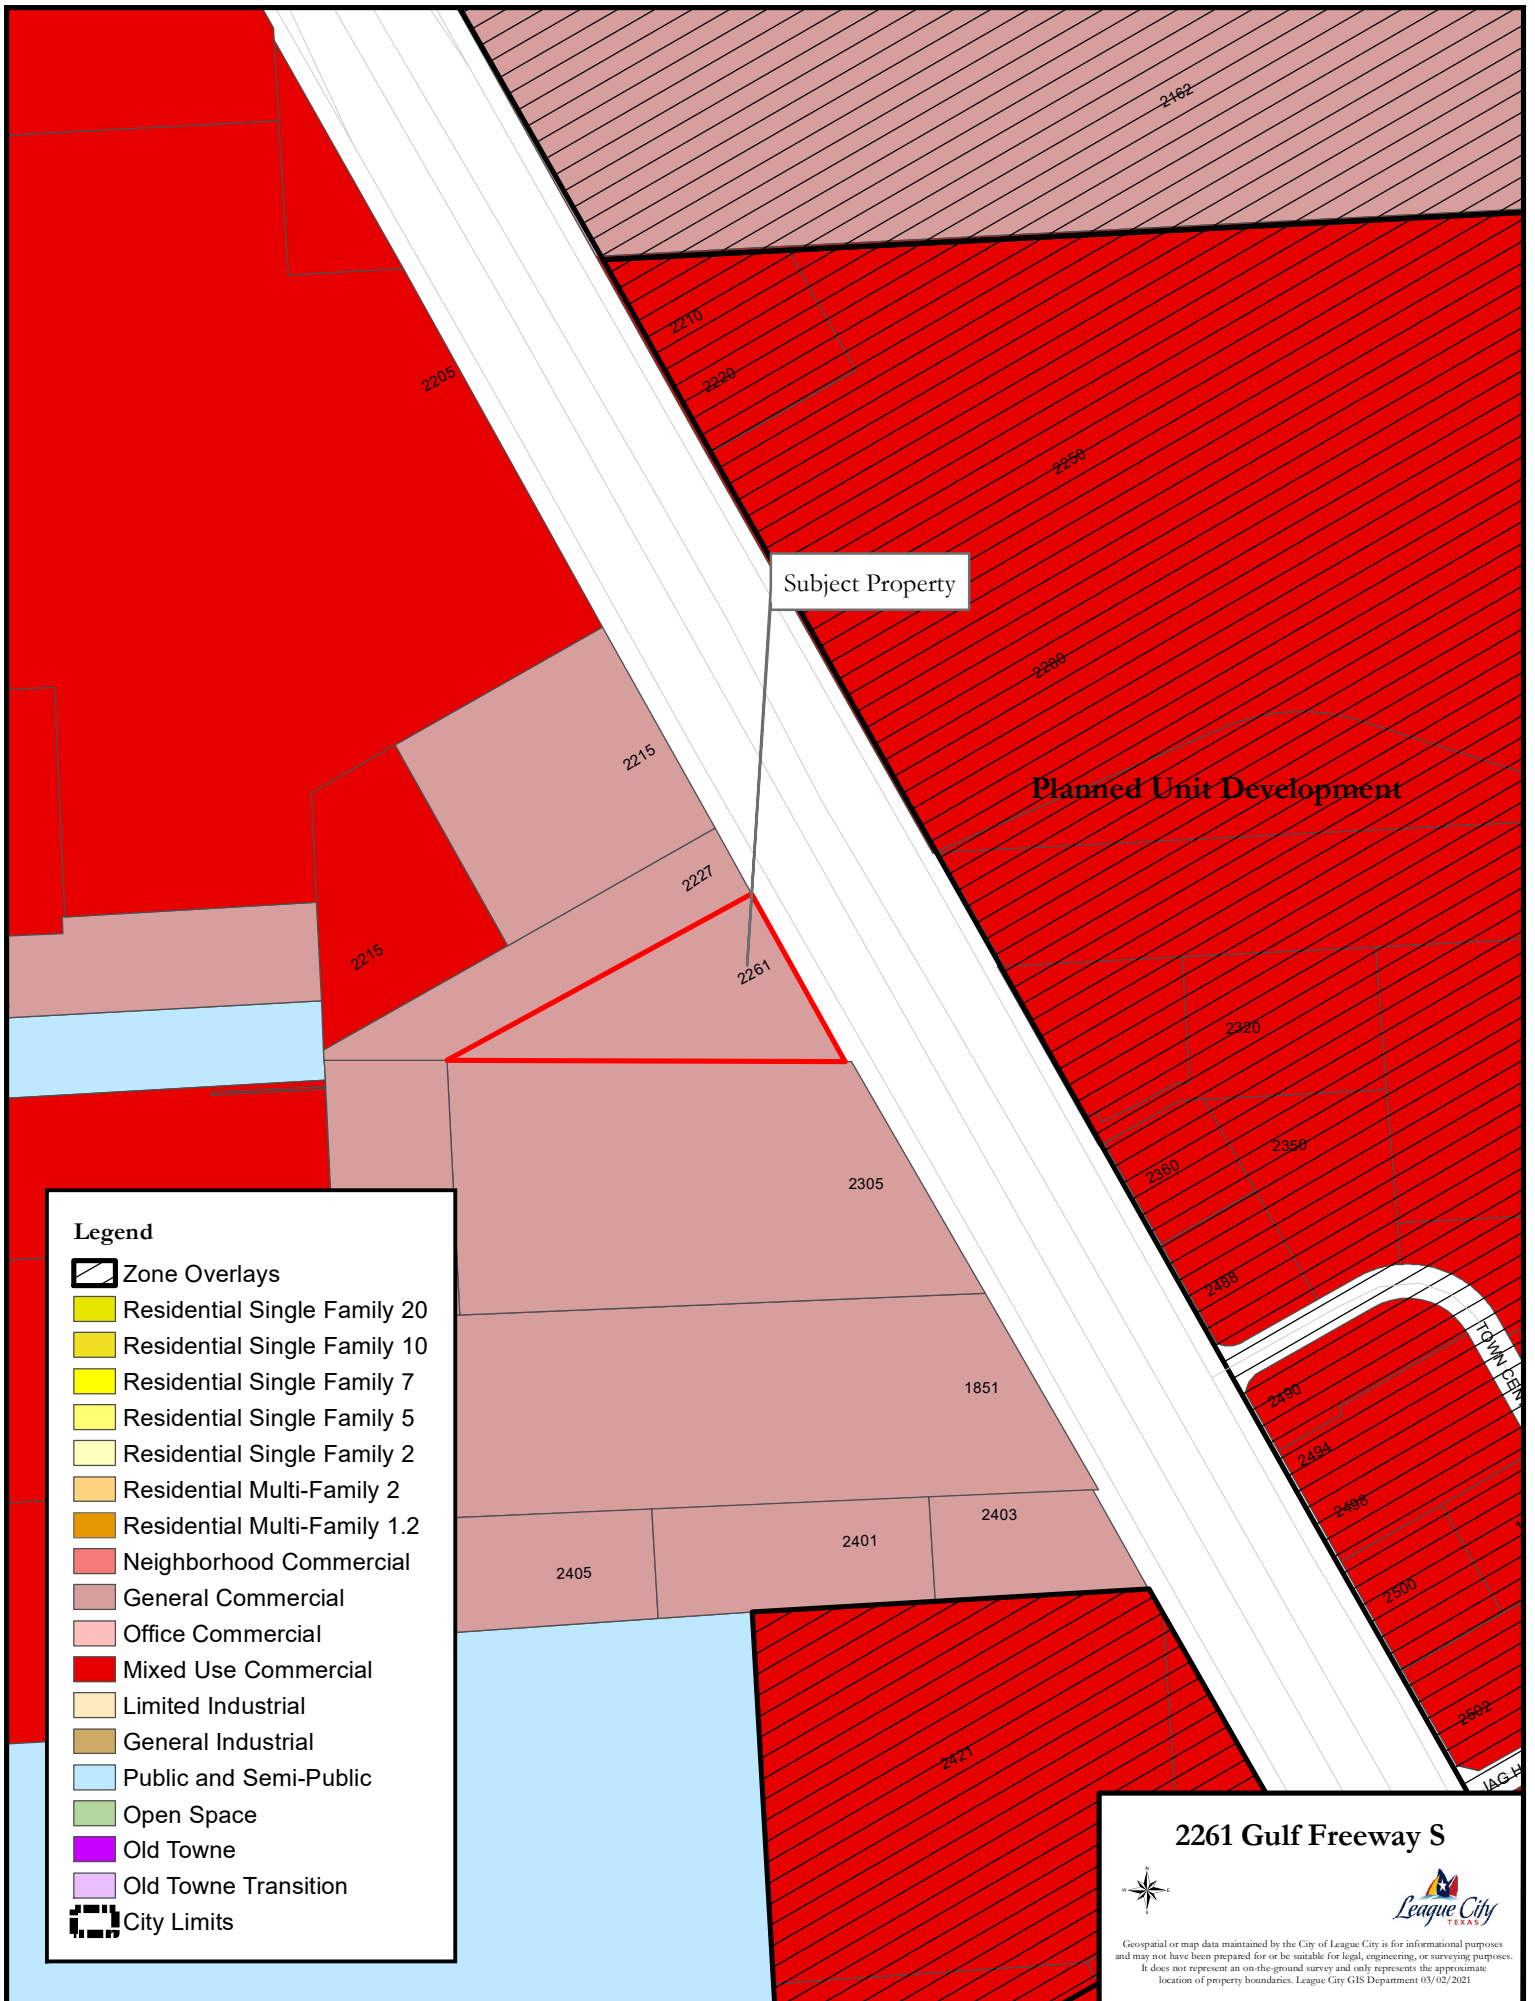 2162
2210
2205
2220
2250
Subject Property
2280
2215
Planned Unit Development
2227
2215
2261
2320
2350
2360
2305
2488
TOWN CEN
1851
2490
2494
2498
2403
2401
2405
2500
2502
2421
JAG H
Legend
Zone Overlays
Residential Single Family 20
Residential Single Family 10
Residential Single Family 7
Residential Single Family 5
Residential Single Family 2
Residential Multi-Family 2
Residential Multi-Family 1.2
Neighborhood Commercial
General Commercial
Office Commercial
Mixed Use Commercial
Limited Industrial
General Industrial
Public and Semi-Public
Open Space
Old Towne
Old Towne Transition
City Limits
2261 Gulf Freeway S
N
W E
S
League City
TEXAS
Geospatial or map data maintained by the City of League City is for informational purposes
and may not have been prepared for or be suitable for legal, engineering, or surveying purposes.
It does not represent an on-the-ground survey and only represents the approximate
location of property boundaries. League City GIS Department 03/02/2021